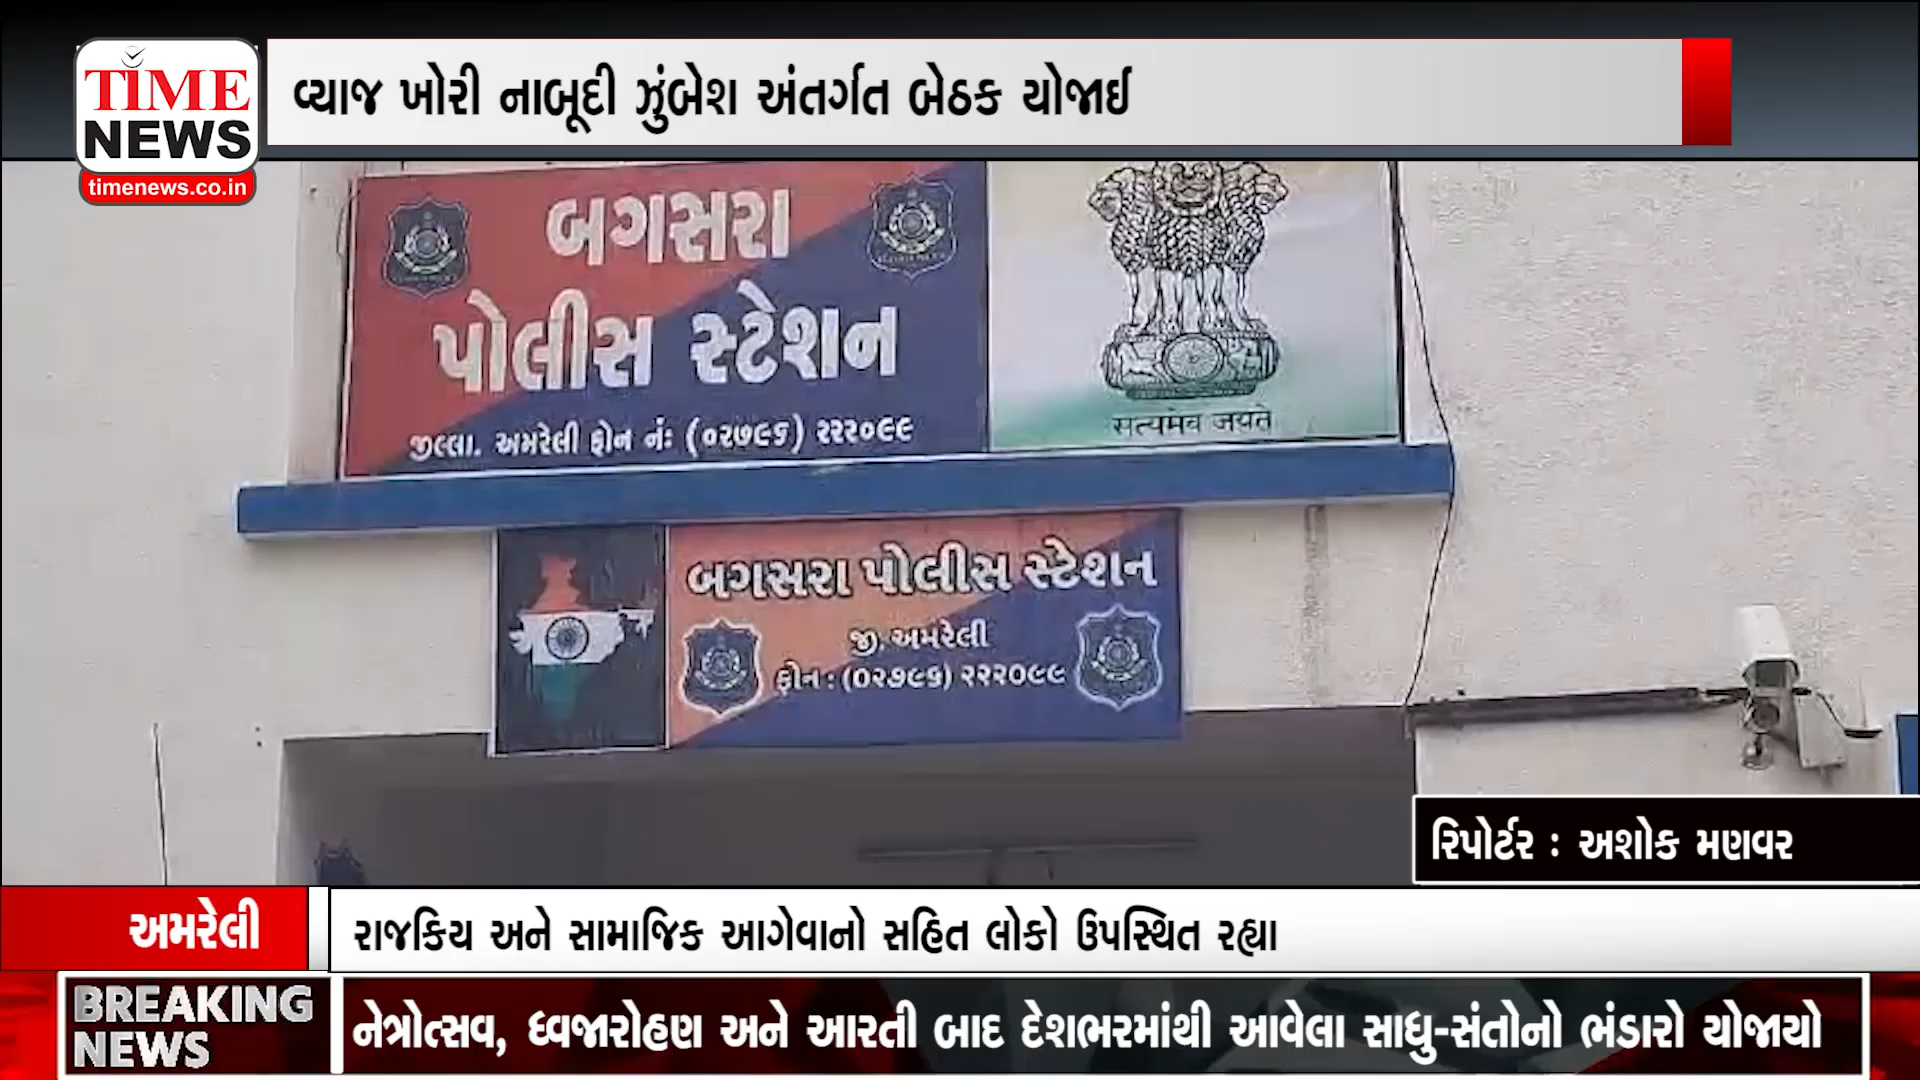 TIME
NEWS
timenews.co.in
વ્યાજ ખોરી નાબૂદી ઝુંબેશ અંતર્ગત બેઠક યોજાઈ
બગસરા
પોલીસ સ્ટેશન
જીલ્લા. અમરેલી ફોન નંઃ (૦૨૭૯૬) ૨૨૨૦૯૯
सत्यमेव जयते
બગસરા પોલીસ સ્ટેશન
જી. અમરેલી
ફોન : (૦૨૭૯૬) ૨૨૨૦૯૯
રિપોર્ટર : અશોક મણવર
અમરેલી
રાજકિય અને સામાજિક આગેવાનો સહિત લોકો ઉપસ્થિત રહ્યા
BREAKING
NEWS
નેત્રોત્સવ, ધ્વજારોહણ અને આરતી બાદ દેશભરમાંથી આવેલા સાધુ-સંતોનો ભંડારો યોજાયો